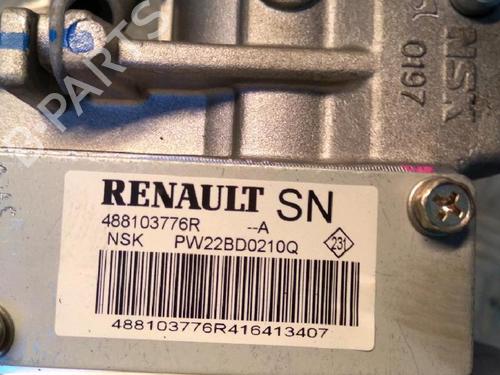 B-PARTS
NSK
0197
RENAULT SN
488103776R --A
NSK PW22BD0210Q 231
488103776R416413407